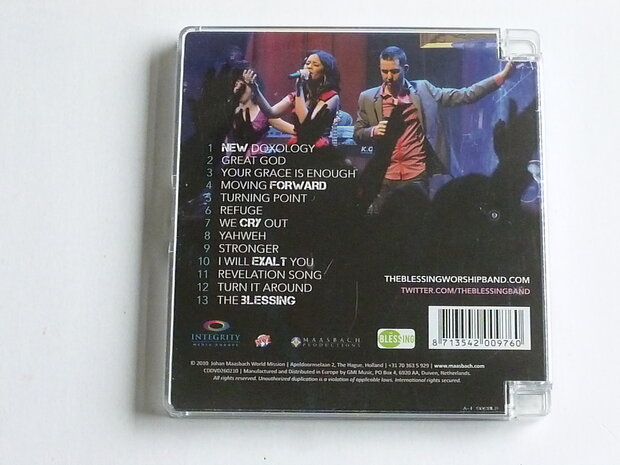 1 NEW DOXOLOGY
2 GREAT GOD
3 YOUR GRACE IS ENOUGH
4 MOVING FORWARD
5 TURNING POINT
6 REFUGE
7 WE CRY OUT
8 YAHWEH
9 STRONGER
10 I WILL EXALT YOU
11 REVELATION SONG
12 TURN IT AROUND
13 THE BLESSING
THEBLESSINGWORSHIPBAND.COM
TWITTER.COM/THEBLESSINGBAND
8 713542 009760
INTEGRITY
MEDIA EUROPE
MAASBACH
PRODUCTIONS
BLESSING
© 2010 Johan Maasbach World Mission | Apeldoornselaan 2, The Hague, Holland | +31 70 363 5 929 | www.maasbach.com
CDDVD260210 | Manufactured and Distributed in Europe by GMI Music, PO Box 4, 6920 AA, Duiven, Netherlands.
All rights reserved. Unauthorized duplication is a violation of applicable laws. International rights secured.